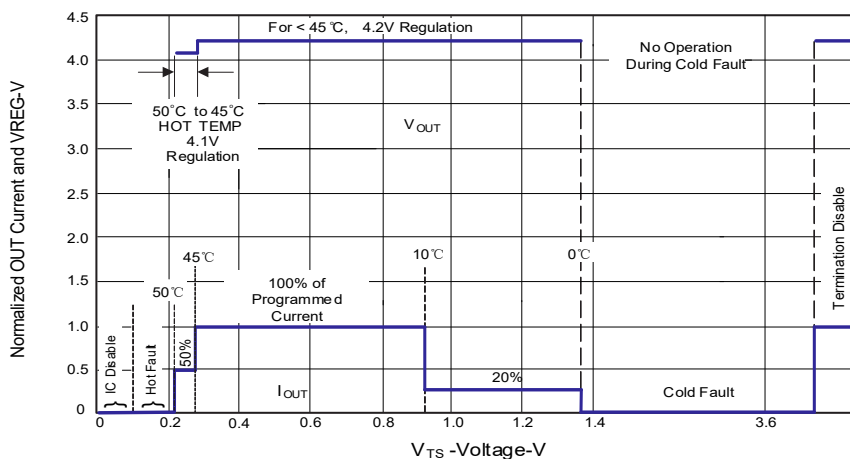 For < 45°C, 4.2V Regulation
No Operation
During Cold Fault
50°C to 45°C
HOT TEMP
4.1V
Regulation
VOUT
Termination Disable
Normalized OUT Current and VREG-V
4.5
4.0
3.5
3.0
2.5
2.0
1.5
1.0
0.5
0
45℃
50℃
10℃
0℃
100% of
Programmed
Current
IC Disable
Hot Fault
50%
20%
IOUT
Cold Fault
0
0.2
0.4
0.6
0.8
1.0
1.2
1.4
3.6
VTS -Voltage-V